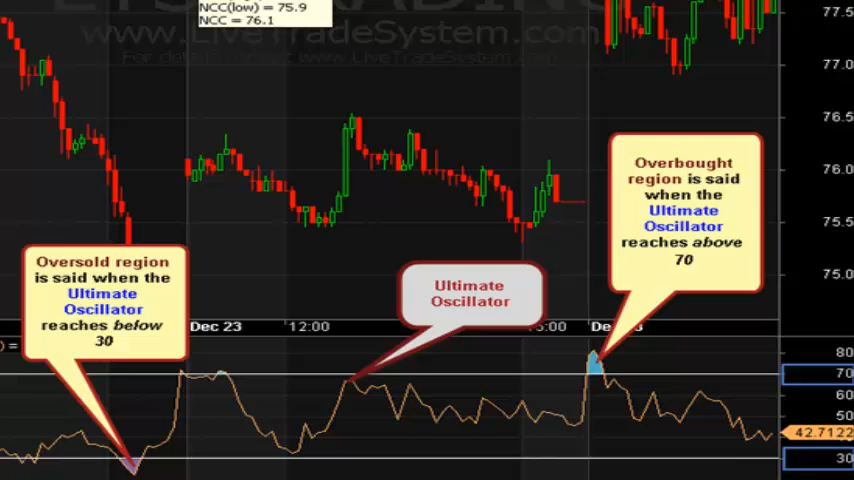 NCC(low) = 75.9
NCC = 76.1
www.LiveTradeSystem.com
www.LiveTradeSystem.com
77.5
77.0
76.5
76.0
75.5
75.0
Overbought
region is said
when the
Ultimate
Oscillator
reaches above
70
Oversold region
is said when the
Ultimate
Oscillator
reaches below
30
Ultimate
Oscillator
Dec 23
12:00
) =
80
70
60
50
42.7122
30